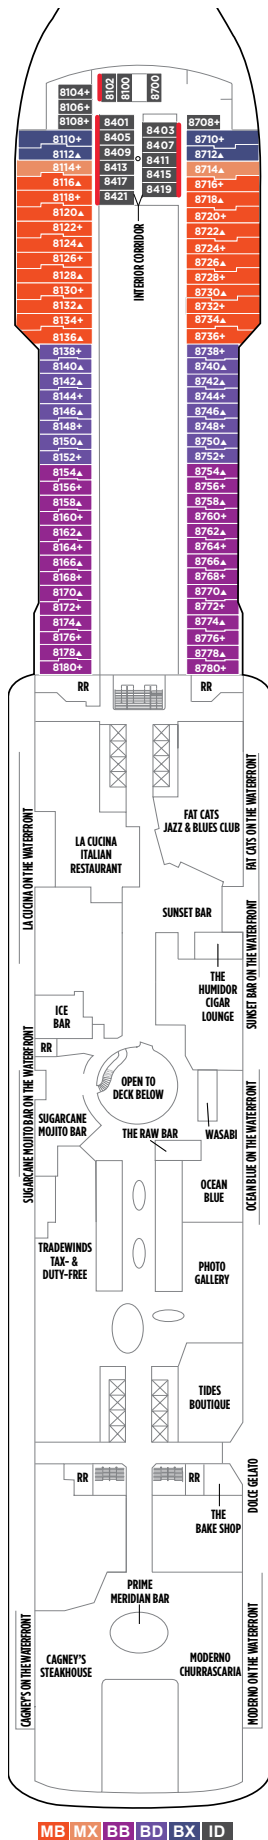 8102
8100
8700
8104+
8106+
8108+
8708+
8401
8405
8409
8413
8417
8421
8403
8407
8411
8415
8419
8110+
8112▲
8114+
8116▲
8118+
8120▲
8122+
8124▲
8126+
8128▲
8130+
8132▲
8134+
8136▲
8138+
8140▲
8142▲
8144+
8146▲
8148+
8150▲
8152+
8154▲
8156+
8158▲
8160+
8162▲
8164+
8166▲
8168+
8170▲
8172+
8174▲
8176+
8178▲
8180+
8710+
8712▲
8714▲
8716+
8718▲
8720+
8722▲
8724+
8726▲
8728+
8730▲
8732+
8734▲
8736+
8738+
8740▲
8742▲
8744+
8746▲
8748+
8750▲
8752+
8754▲
8756+
8758▲
8760+
8762▲
8764+
8766▲
8768+
8770▲
8772+
8774▲
8776+
8778▲
8780+
INTERIOR CORRIDOR
RR
RR
LA CUCINA ON THE WATERFRONT
FAT CATS ON THE WATERFRONT
FAT CATS
JAZZ & BLUES CLUB
LA CUCINA
ITALIAN
RESTAURANT
SUNSET BAR
SUNSET BAR ON THE WATERFRONT
THE
HUMIDOR
CIGAR
LOUNGE
ICE
BAR
RR
SUGARCANE MOJITO BAR ON THE WATERFRONT
OPEN TO
DECK BELOW
SUGARCANE
MOJITO BAR
THE RAW BAR
WASABI
OCEAN BLUE ON THE WATERFRONT
OCEAN
BLUE
TRADEWINDS
TAX- &
DUTY-FREE
PHOTO
GALLERY
TIDES
BOUTIQUE
RR
RR
DOLCE GELATO
THE
BAKE SHOP
PRIME
MERIDIAN BAR
CAGNEY'S ON THE WATERFRONT
CAGNEY'S
STEAKHOUSE
MODERNO
CHURRASCARIA
MODERNO ON THE WATERFRONT
MB MX BB BD BX ID